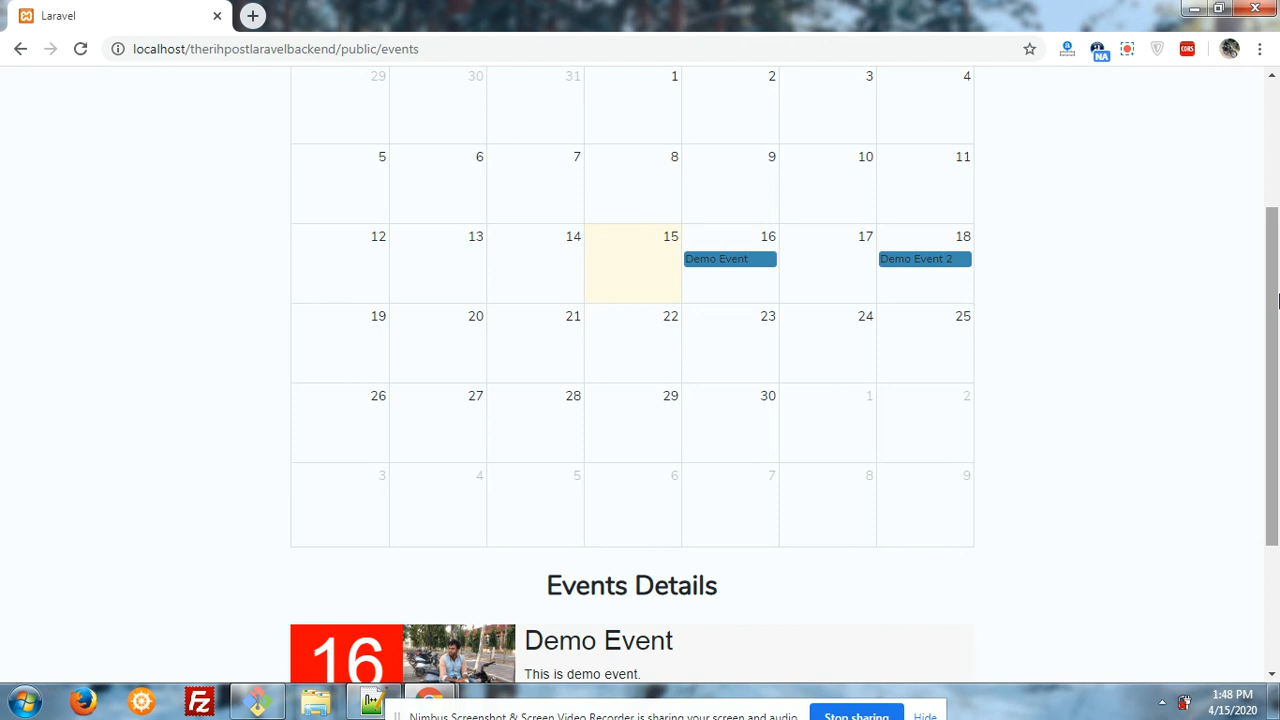 Laravel
localhost/therihpostlaravelbackend/public/events
NA
CORS
29 30 31 1 2 3 4
5 6 7 8 9 10 11
12 13 14 15 16 17 18
Demo Event Demo Event 2
19 20 21 22 23 24 25
26 27 28 29 30 1 2
3 4 5 6 7 8 9
Events Details
16
Demo Event
This is demo event.
Fz
n++
1:48 PM
4/15/2020
Nimbus Screenshot & Screen Video Recorder is sharing your screen and audio.
Stop sharing
Hide